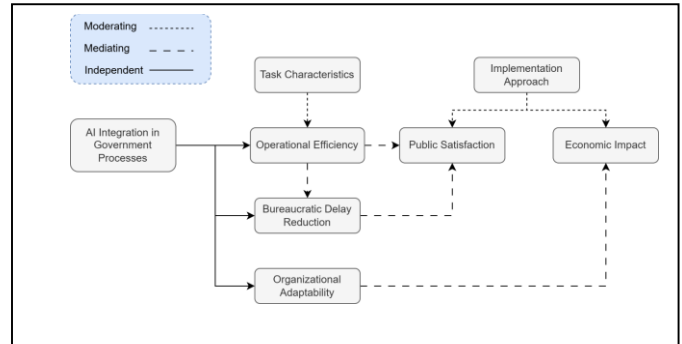 Moderating
Mediating
Independent
Task Characteristics
Implementation
Approach
AI Integration in
Government
Processes
Operational Efficiency
Public Satisfaction
Economic Impact
Bureaucratic Delay
Reduction
Organizational
Adaptability